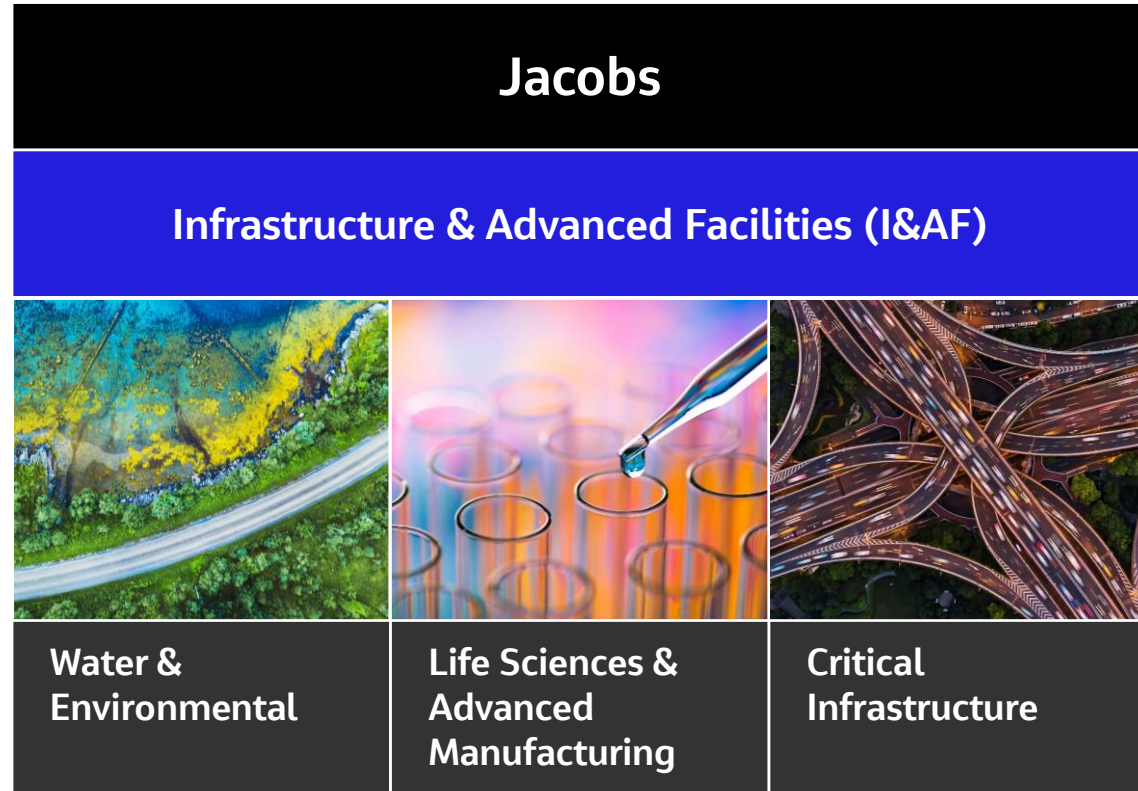 Jacobs
Infrastructure & Advanced Facilities (I&AF)
Water &
Environmental
Life Sciences &
Advanced
Manufacturing
Critical
Infrastructure